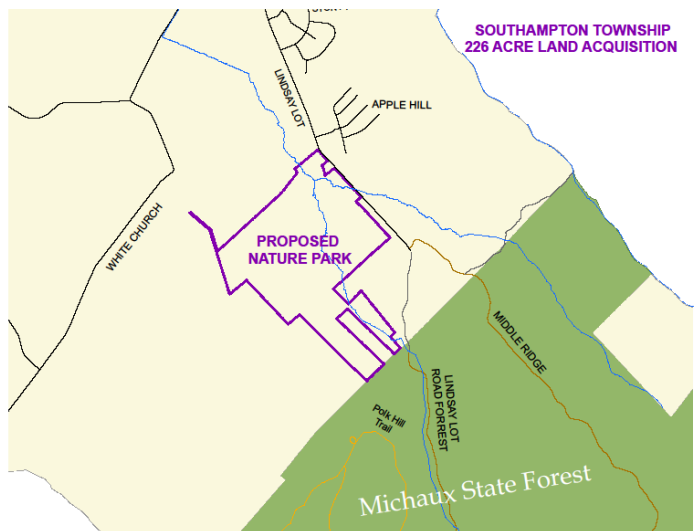 SOUTHAMPTON TOWNSHIP
226 ACRE LAND ACQUISITION
LINDSAY LOT
APPLE HILL
WHITE CHURCH
PROPOSED
NATURE PARK
MIDDLE RIDGE
LINDSAY LOT
ROAD FORREST
Polk Hill
Trail
Michaux State Forest